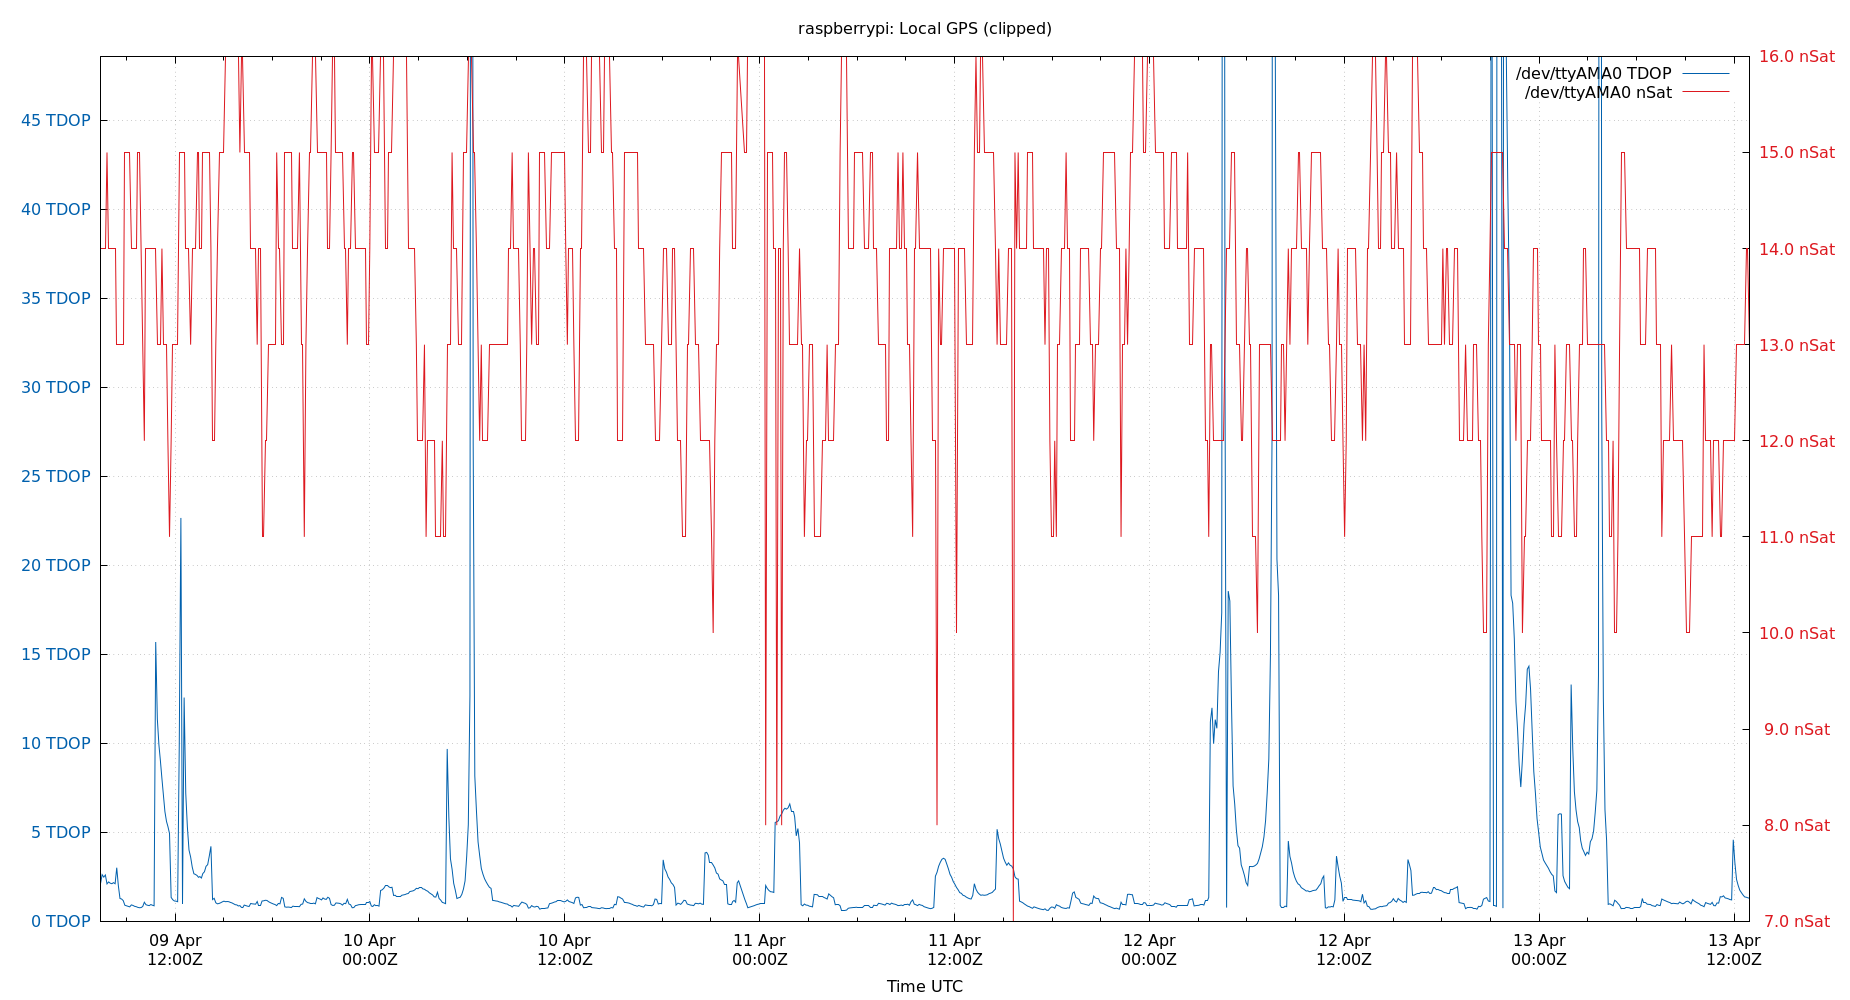 raspberrypi: Local GPS (clipped)
/dev/ttyAMA0 TDOP
/dev/ttyAMA0 nSat
45 TDOP
40 TDOP
35 TDOP
30 TDOP
25 TDOP
20 TDOP
15 TDOP
10 TDOP
5 TDOP
0 TDOP
16.0 nSat
15.0 nSat
14.0 nSat
13.0 nSat
12.0 nSat
11.0 nSat
10.0 nSat
9.0 nSat
8.0 nSat
7.0 nSat
09 Apr
12:00Z
10 Apr
00:00Z
10 Apr
12:00Z
11 Apr
00:00Z
11 Apr
12:00Z
12 Apr
00:00Z
12 Apr
12:00Z
13 Apr
00:00Z
13 Apr
12:00Z
Time UTC